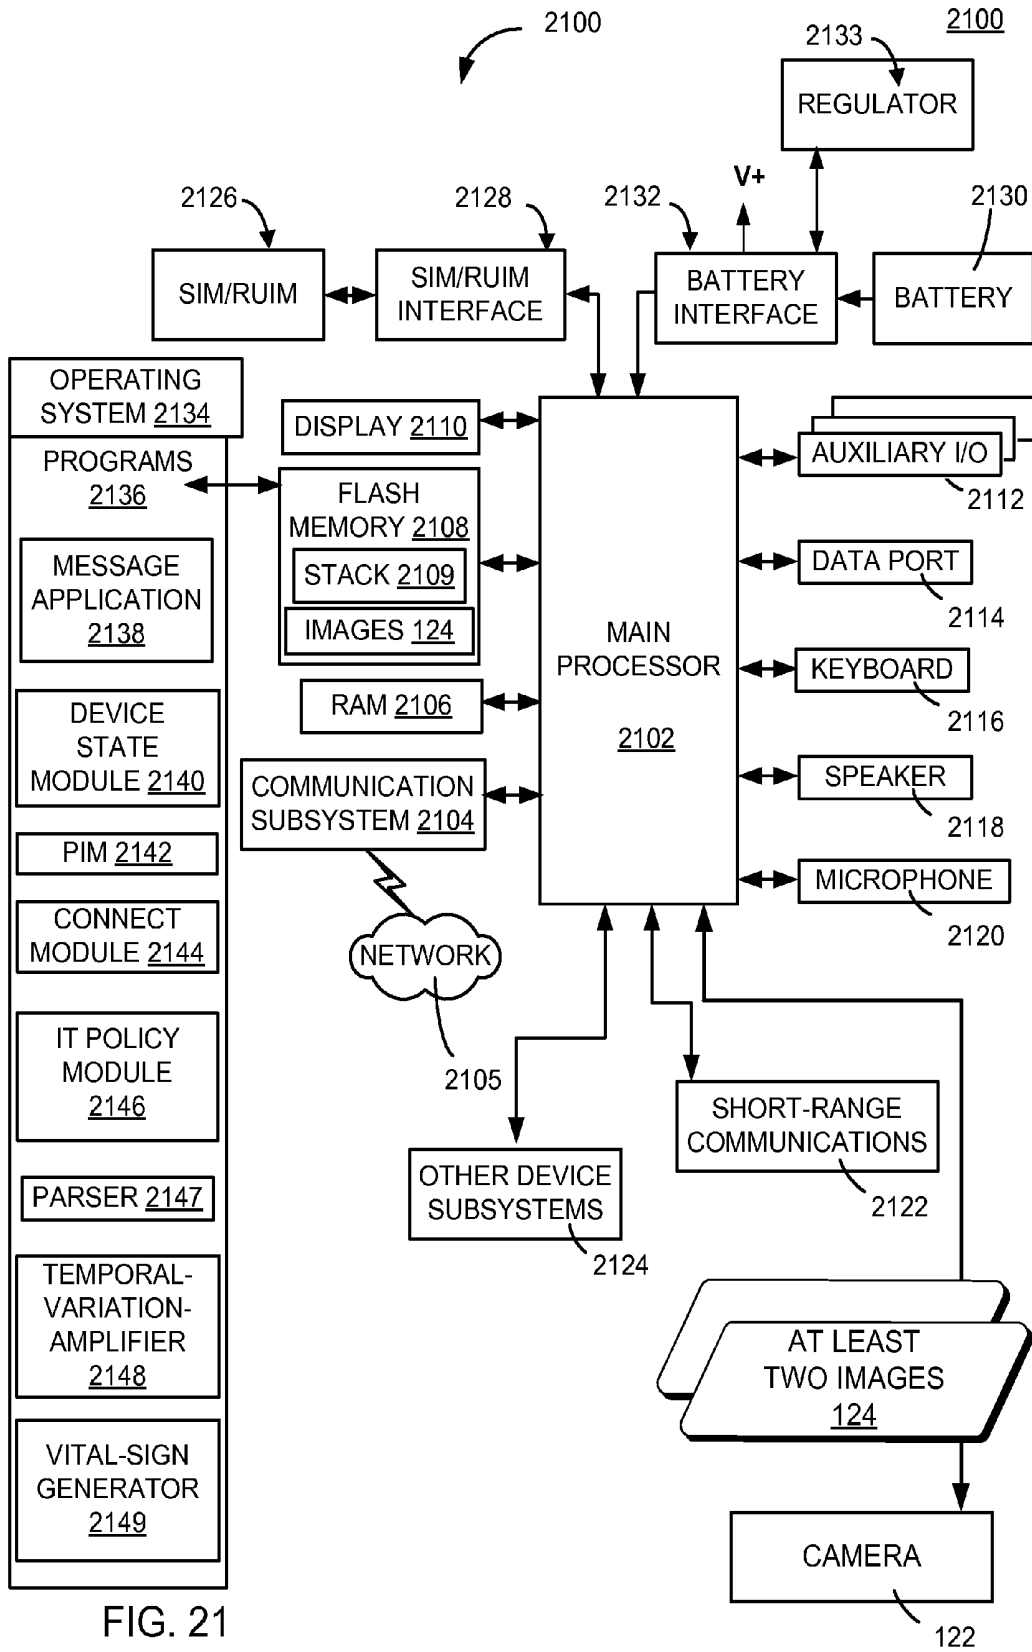 2100
2100
2133
REGULATOR
V+
2126
2128
2132
2130
SIM/RUIM
SIM/RUIM
INTERFACE
BATTERY
INTERFACE
BATTERY
OPERATING
SYSTEM 2134
PROGRAMS
2136
MESSAGE
APPLICATION
2138
DEVICE
STATE
MODULE 2140
PIM 2142
CONNECT
MODULE 2144
IT POLICY
MODULE
2146
PARSER 2147
TEMPORAL-
VARIATION-
AMPLIFIER
2148
VITAL-SIGN
GENERATOR
2149
DISPLAY 2110
FLASH
MEMORY 2108
STACK 2109
IMAGES 124
RAM 2106
COMMUNICATION
SUBSYSTEM 2104
NETWORK
2105
MAIN
PROCESSOR
2102
AUXILIARY I/O
2112
DATA PORT
2114
KEYBOARD
2116
SPEAKER
2118
MICROPHONE
2120
SHORT-RANGE
COMMUNICATIONS
2122
OTHER DEVICE
SUBSYSTEMS
2124
AT LEAST
TWO IMAGES
124
CAMERA
122
FIG. 21